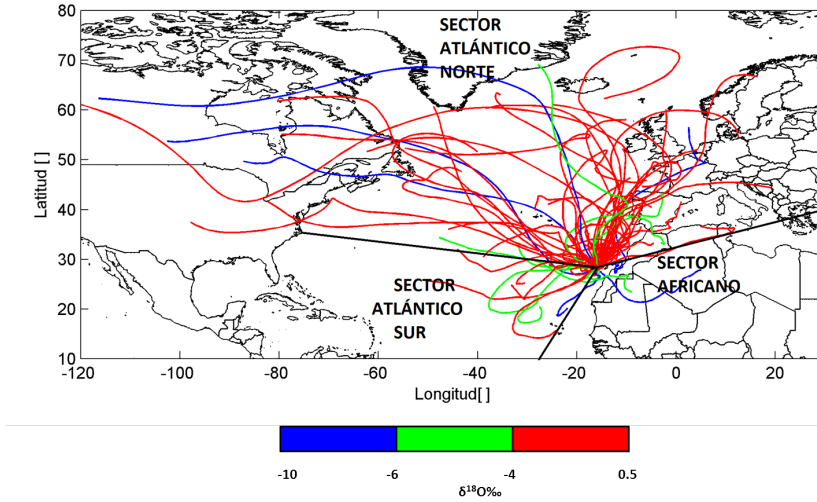 SECTOR
ATLÁNTICO
NORTE
80
70
60
50
40
30
20
10
Latitud [ ]
SECTOR
ATLÁNTICO
SUR
SECTOR
AFRICANO
-120 -100 -80 -60 -40 -20 0 20
Longitud[ ]
-10 -6 -4 0.5
δ¹⁸O‰